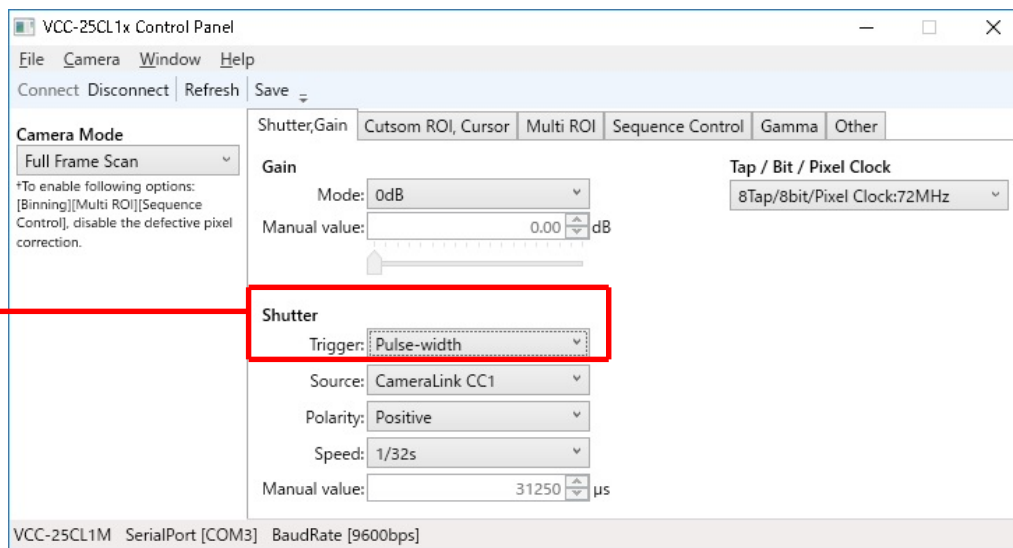 VCC-25CL1x Control Panel
File Camera Window Help
Connect Disconnect Refresh Save
Camera Mode
Full Frame Scan
†To enable following options:
[Binning][Multi ROI][Sequence
Control], disable the defective pixel
correction.
Shutter,Gain Cutsom ROI, Cursor Multi ROI Sequence Control Gamma Other
Gain
Mode: 0dB
Manual value: 0.00 dB
Tap / Bit / Pixel Clock
8Tap/8bit/Pixel Clock:72MHz
Shutter
Trigger: Pulse-width
Source: CameraLink CC1
Polarity: Positive
Speed: 1/32s
Manual value: 31250 µs
VCC-25CL1M SerialPort [COM3] BaudRate [9600bps]